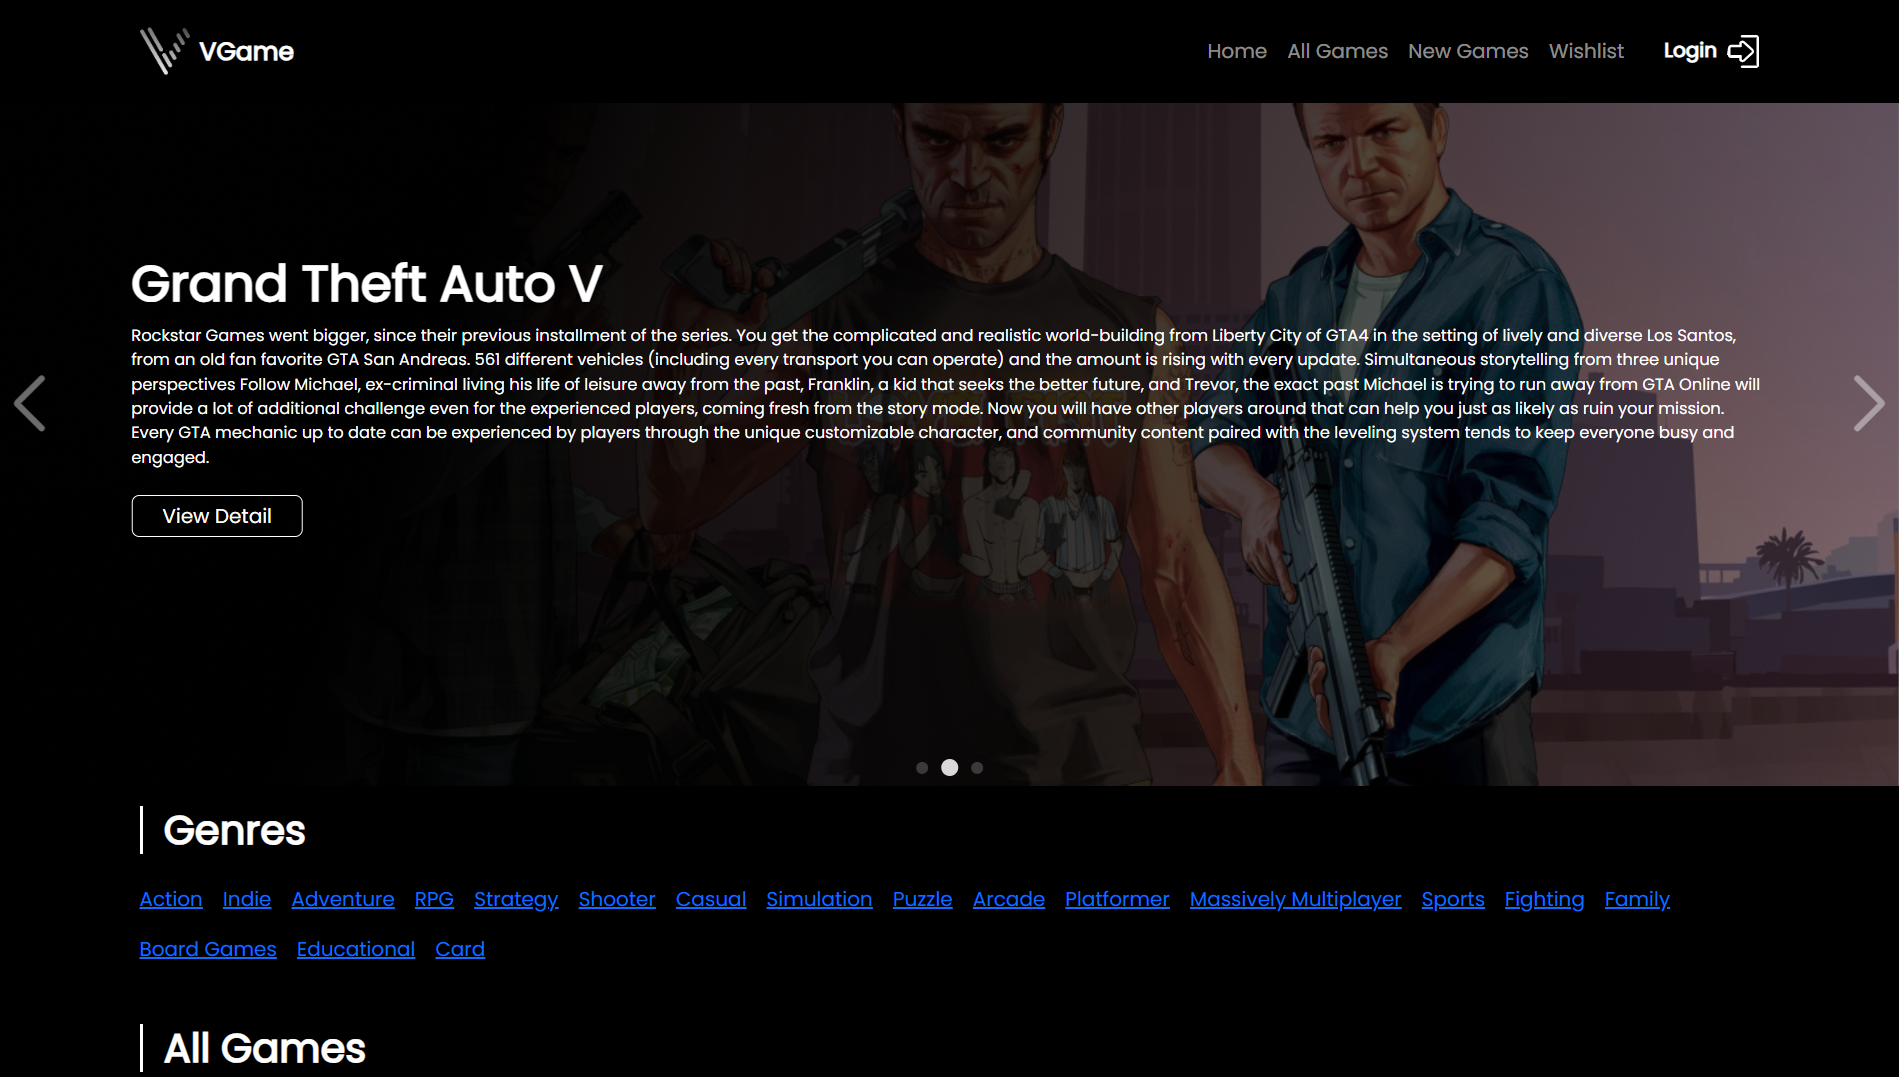 VGame
Home All Games New Games Wishlist Login
Grand Theft Auto V
Rockstar Games went bigger, since their previous installment of the series. You get the complicated and realistic world-building from Liberty City of GTA4 in the setting of lively and diverse Los Santos,
from an old fan favorite GTA San Andreas. 561 different vehicles (including every transport you can operate) and the amount is rising with every update. Simultaneous storytelling from three unique
perspectives Follow Michael, ex-criminal living his life of leisure away from the past, Franklin, a kid that seeks the better future, and Trevor, the exact past Michael is trying to run away from GTA Online will
provide a lot of additional challenge even for the experienced players, coming fresh from the story mode. Now you will have other players around that can help you just as likely as ruin your mission.
Every GTA mechanic up to date can be experienced by players through the unique customizable character, and community content paired with the leveling system tends to keep everyone busy and
engaged.
View Detail
Genres
Action Indie Adventure RPG Strategy Shooter Casual Simulation Puzzle Arcade Platformer Massively Multiplayer Sports Fighting Family
Board Games Educational Card
All Games